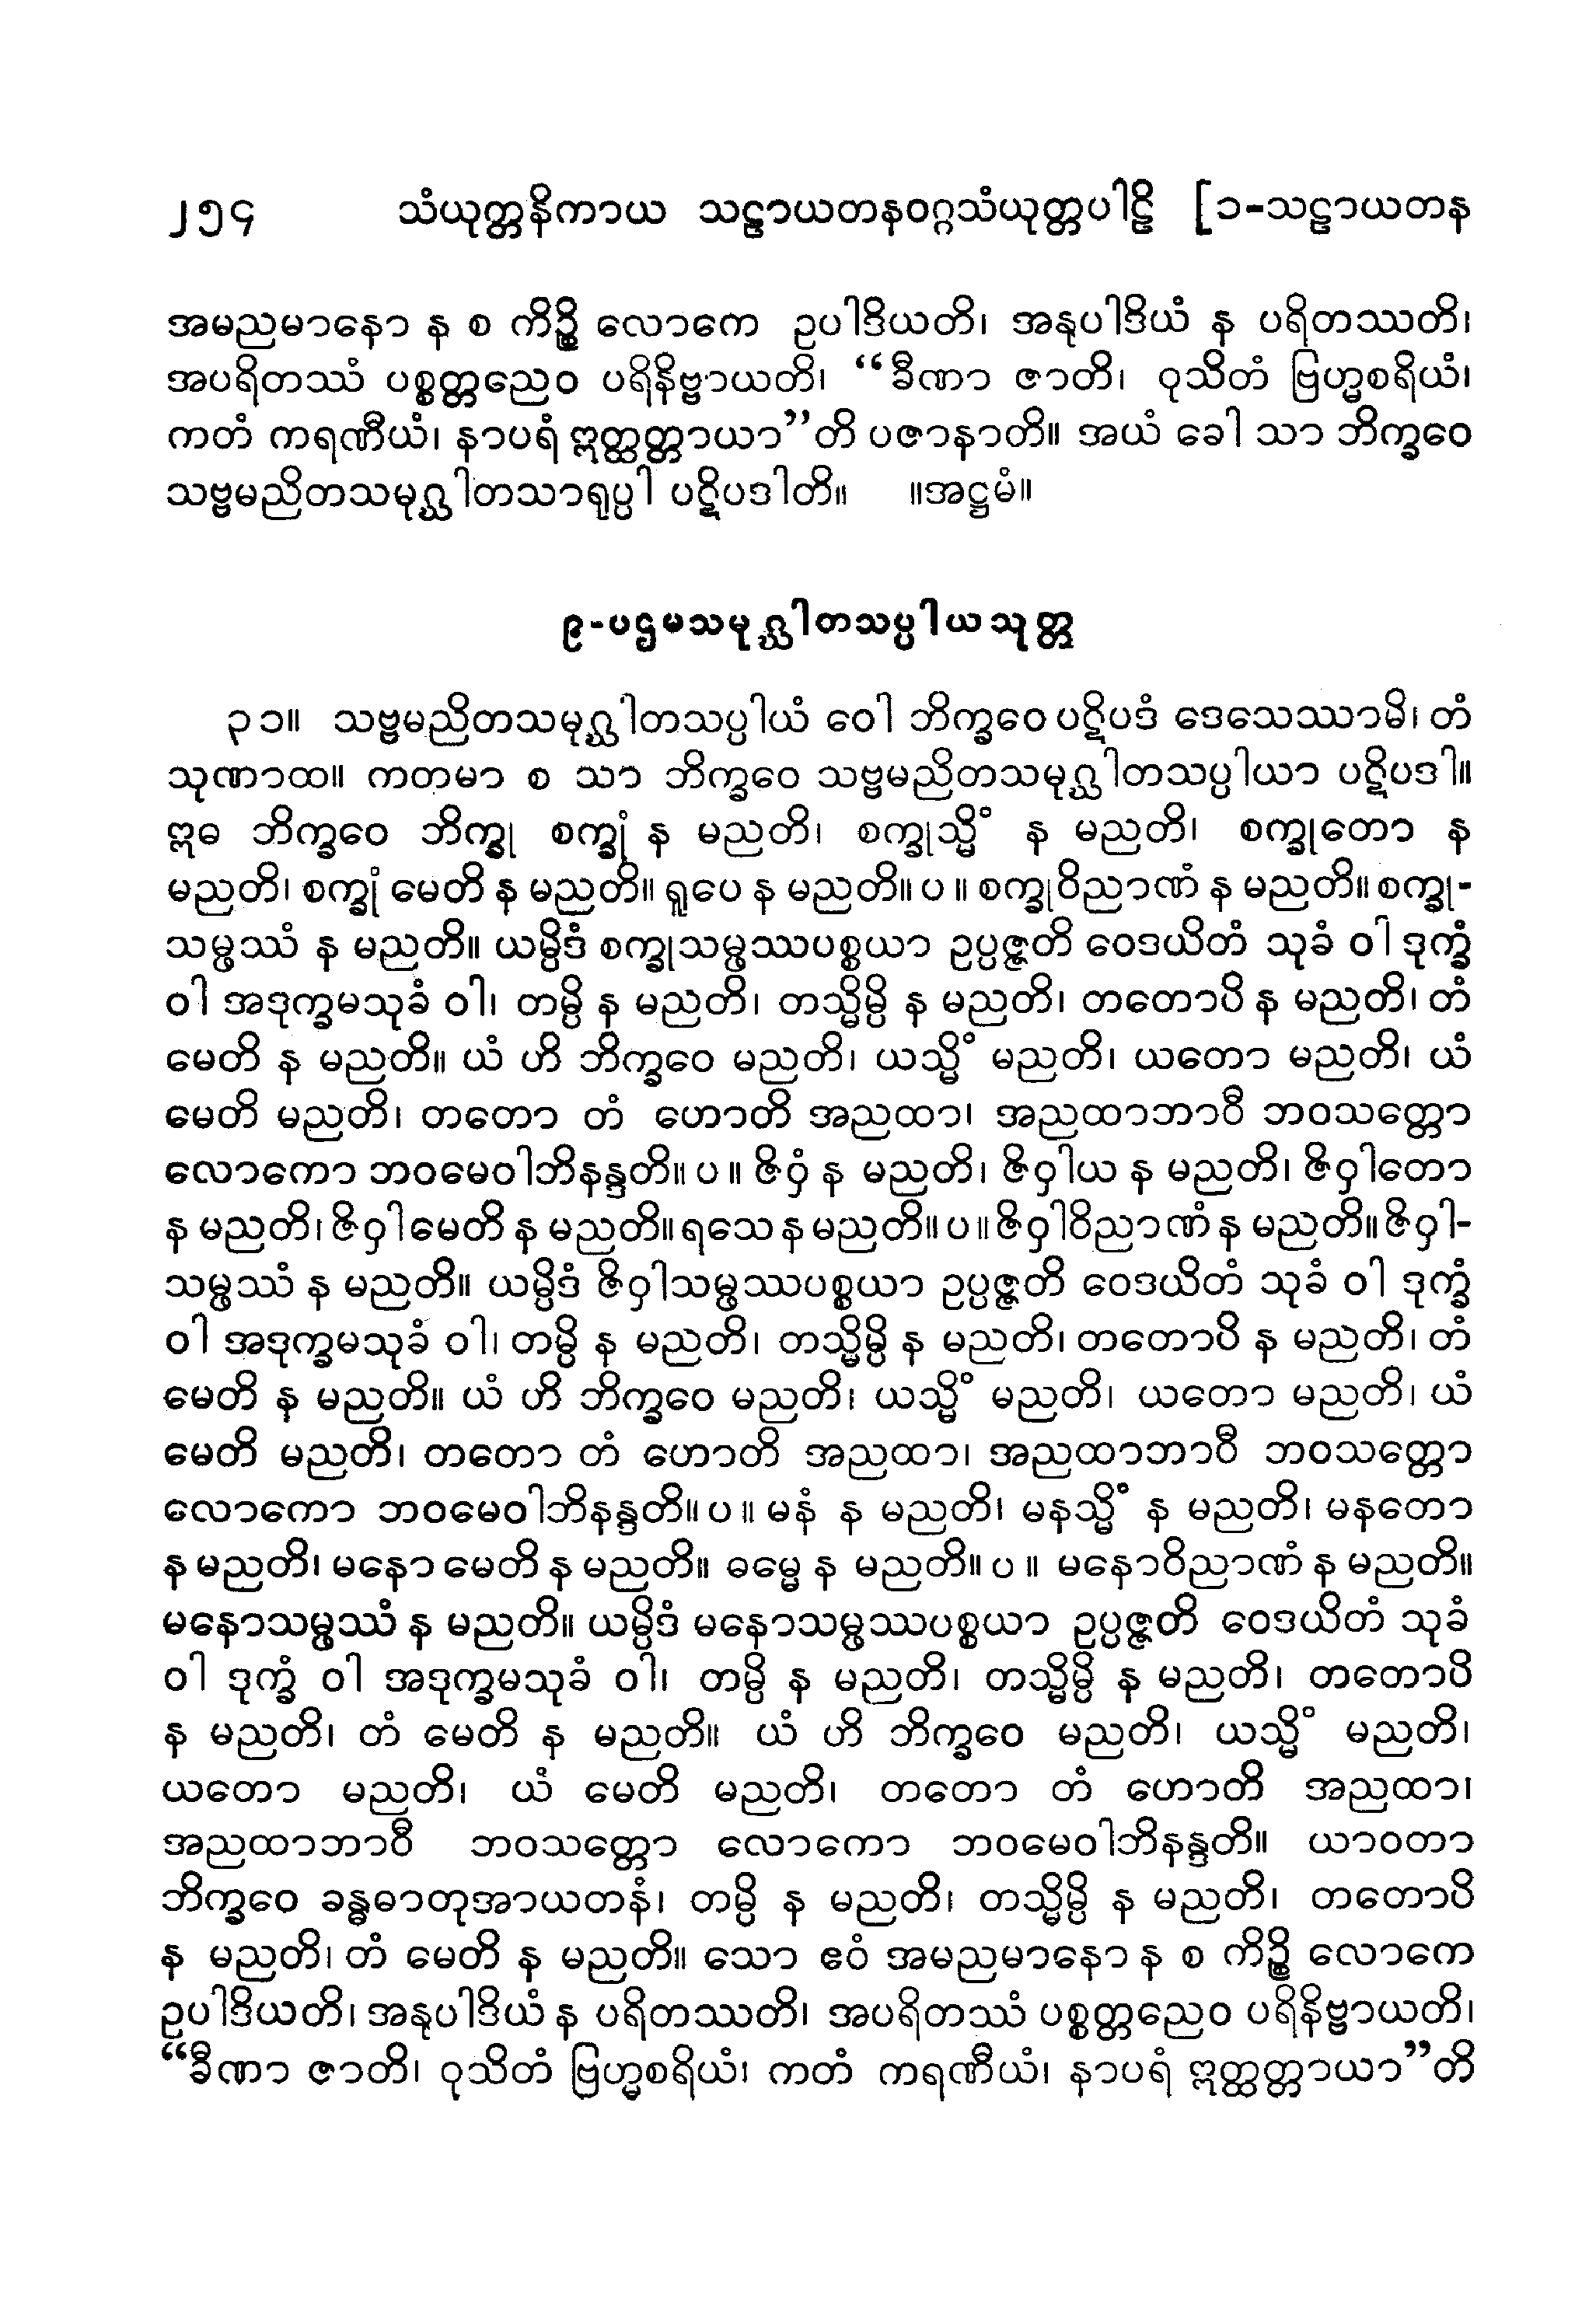 ၂၅၄ သံယုတ္တနိကာယ သဠာယတနဝဂ္ဂသံယုတ္တပါဠိ [၁-သဠာယတန
အမညမာနော န စ ကိဉ္စိ လောကေ ဥပါဒိယတိ၊ အနုပါဒိယံ န ပရိတဿတိ၊
အပရိတဿံ ပစ္စတ္တညေဝ ပရိနိဗ္ဗာယတိ၊ “ခီဏာ ဇာတိ၊ ဝုသိတံ ဗြဟ္မစရိယံ၊
ကတံ ကရဏီယံ၊ နာပရံ ဣတ္ထတ္တာယာ”တိ ပဇာနာတိ။ အယံ ခေါ သာ ဘိက္ခဝေ
သဗ္ဗမညိတသမုဂ္ဃါတသာရုပ္ပါ ပဋိပဒါတိ။ ။အဋ္ဌမံ။
၉-ပဌမသမုဂ္ဃါတသပ္ပါယသုတ္တ
၃၁။ သဗ္ဗမညိတသမုဂ္ဃါတသပ္ပါယံ ဝေါ ဘိက္ခဝေ ပဋိပဒံ ဒေသေဿာမိ၊ တံ
သုဏာထ။ ကတမာ စ သာ ဘိက္ခဝေ သဗ္ဗမညိတသမုဂ္ဃါတသပ္ပါယာ ပဋိပဒါ။
ဣဓ ဘိက္ခဝေ ဘိက္ခု စက္ခုံ န မညတိ၊ စက္ခုသ္မိံ န မညတိ၊ စက္ခုတော န
မညတိ၊ စက္ခုံ မေတိ န မညတိ။ ရူပေ န မညတိ။ ပ ။ စက္ခုဝိညာဏံ န မညတိ။ စက္ခု-
သမ္ဖဿံ န မညတိ။ ယမ္ပိဒံ စက္ခုသမ္ဖဿပစ္စယာ ဥပ္ပဇ္ဇတိ ဝေဒယိတံ သုခံ ဝါ ဒုက္ခံ
ဝါ အဒုက္ခမသုခံ ဝါ၊ တမ္ပိ န မညတိ၊ တသ္မိမ္ပိ န မညတိ၊ တတောပိ န မညတိ၊ တံ
မေတိ န မညတိ။ ယံ ဟိ ဘိက္ခဝေ မညတိ၊ ယသ္မိံ မညတိ၊ ယတော မညတိ၊ ယံ
မေတိ မညတိ၊ တတော တံ ဟောတိ အညထာ၊ အညထာဘာဝီ ဘဝသတ္တော
လောကော ဘဝမေဝါဘိနန္ဒတိ။ ပ ။ ဇိဝှံ န မညတိ၊ ဇိဝှါယ န မညတိ၊ ဇိဝှါတော
န မညတိ၊ ဇိဝှါ မေတိ န မညတိ။ ရသေ န မညတိ။ ပ ။ ဇိဝှါဝိညာဏံ န မညတိ။ ဇိဝှါ-
သမ္ဖဿံ န မညတိ။ ယမ္ပိဒံ ဇိဝှါသမ္ဖဿပစ္စယာ ဥပ္ပဇ္ဇတိ ဝေဒယိတံ သုခံ ဝါ ဒုက္ခံ
ဝါ အဒုက္ခမသုခံ ဝါ၊ တမ္ပိ န မညတိ၊ တသ္မိမ္ပိ န မညတိ၊ တတောပိ န မညတိ၊ တံ
မေတိ န မညတိ။ ယံ ဟိ ဘိက္ခဝေ မညတိ၊ ယသ္မိံ မညတိ၊ ယတော မညတိ၊ ယံ
မေတိ မညတိ၊ တတော တံ ဟောတိ အညထာ၊ အညထာဘာဝီ ဘဝသတ္တော
လောကော ဘဝမေဝါဘိနန္ဒတိ။ ပ ။ မနံ န မညတိ၊ မနသ္မိံ န မညတိ၊ မနတော
န မညတိ၊ မနော မေတိ န မညတိ။ ဓမ္မေ န မညတိ။ ပ ။ မနောဝိညာဏံ န မညတိ။
မနောသမ္ဖဿံ န မညတိ။ ယမ္ပိဒံ မနောသမ္ဖဿပစ္စယာ ဥပ္ပဇ္ဇတိ ဝေဒယိတံ သုခံ
ဝါ ဒုက္ခံ ဝါ အဒုက္ခမသုခံ ဝါ၊ တမ္ပိ န မညတိ၊ တသ္မိမ္ပိ န မညတိ၊ တတောပိ
န မညတိ၊ တံ မေတိ န မညတိ။ ယံ ဟိ ဘိက္ခဝေ မညတိ၊ ယသ္မိံ မညတိ၊
ယတော မညတိ၊ ယံ မေတိ မညတိ၊ တတော တံ ဟောတိ အညထာ၊
အညထာဘာဝီ ဘဝသတ္တော လောကော ဘဝမေဝါဘိနန္ဒတိ။ ယာဝတာ
ဘိက္ခဝေ ခန္ဓဓာတုအာယတနံ၊ တမ္ပိ န မညတိ၊ တသ္မိမ္ပိ န မညတိ၊ တတောပိ
န မညတိ၊ တံ မေတိ န မညတိ။ သော ဧဝံ အမညမာနော န စ ကိဉ္စိ လောကေ
ဥပါဒိယတိ၊ အနုပါဒိယံ န ပရိတဿတိ၊ အပရိတဿံ ပစ္စတ္တညေဝ ပရိနိဗ္ဗာယတိ၊
“ခီဏာ ဇာတိ၊ ဝုသိတံ ဗြဟ္မစရိယံ၊ ကတံ ကရဏီယံ၊ နာပရံ ဣတ္ထတ္တာယာ”တိ